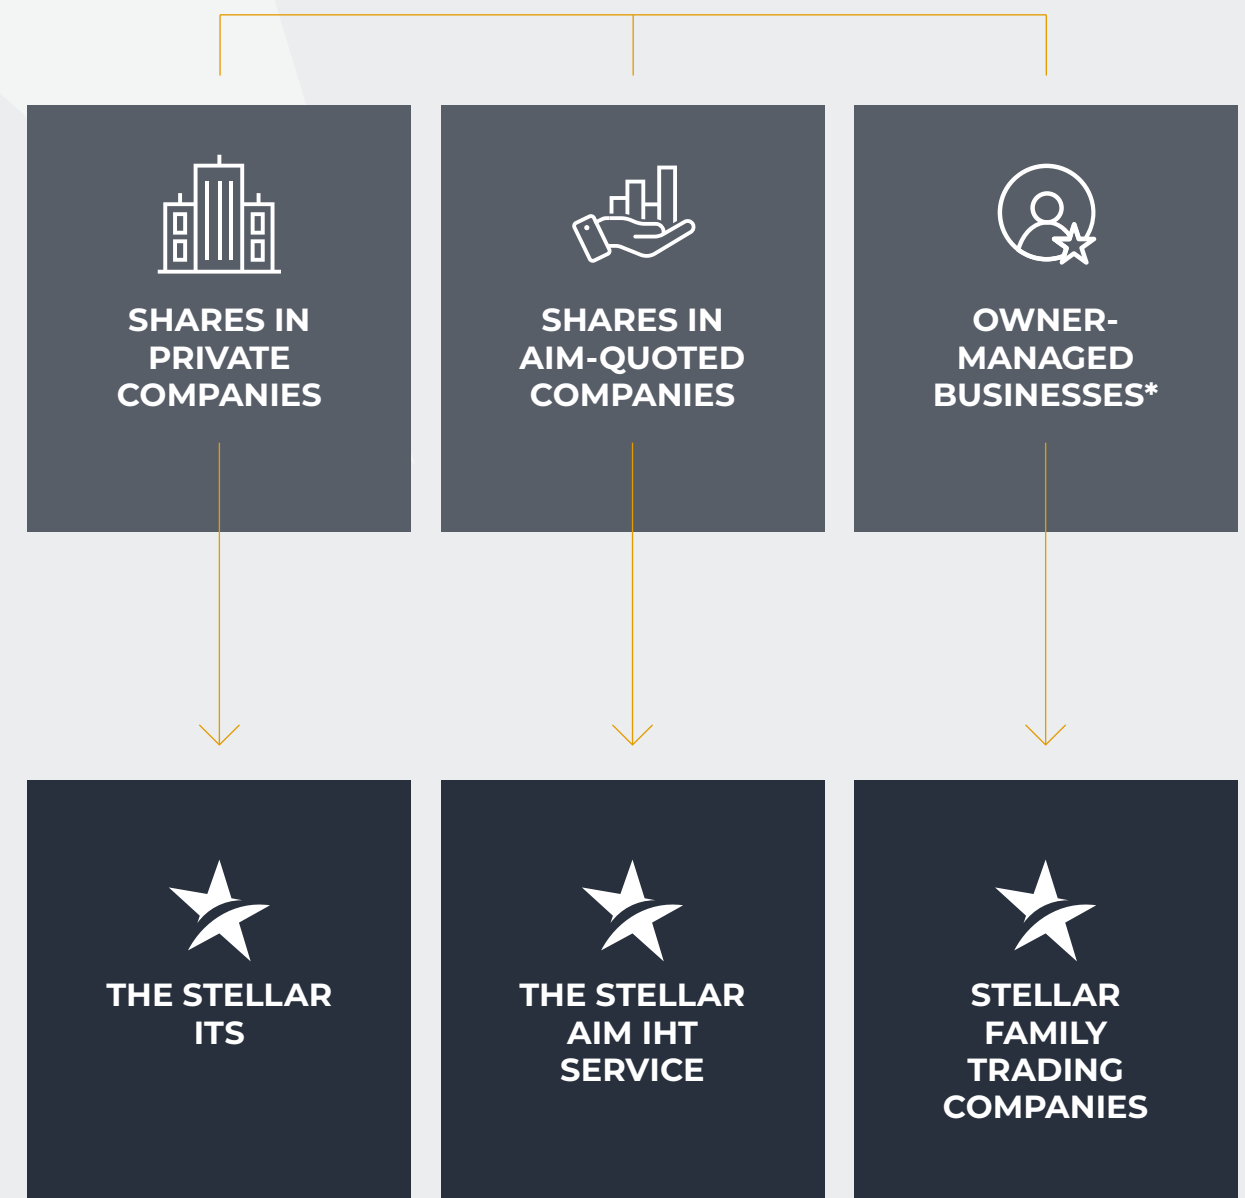 SHARES IN
PRIVATE
COMPANIES
SHARES IN
AIM-QUOTED
COMPANIES
OWNER-
MANAGED
BUSINESSES*
THE STELLAR
ITS
THE STELLAR
AIM IHT
SERVICE
STELLAR
FAMILY
TRADING
COMPANIES